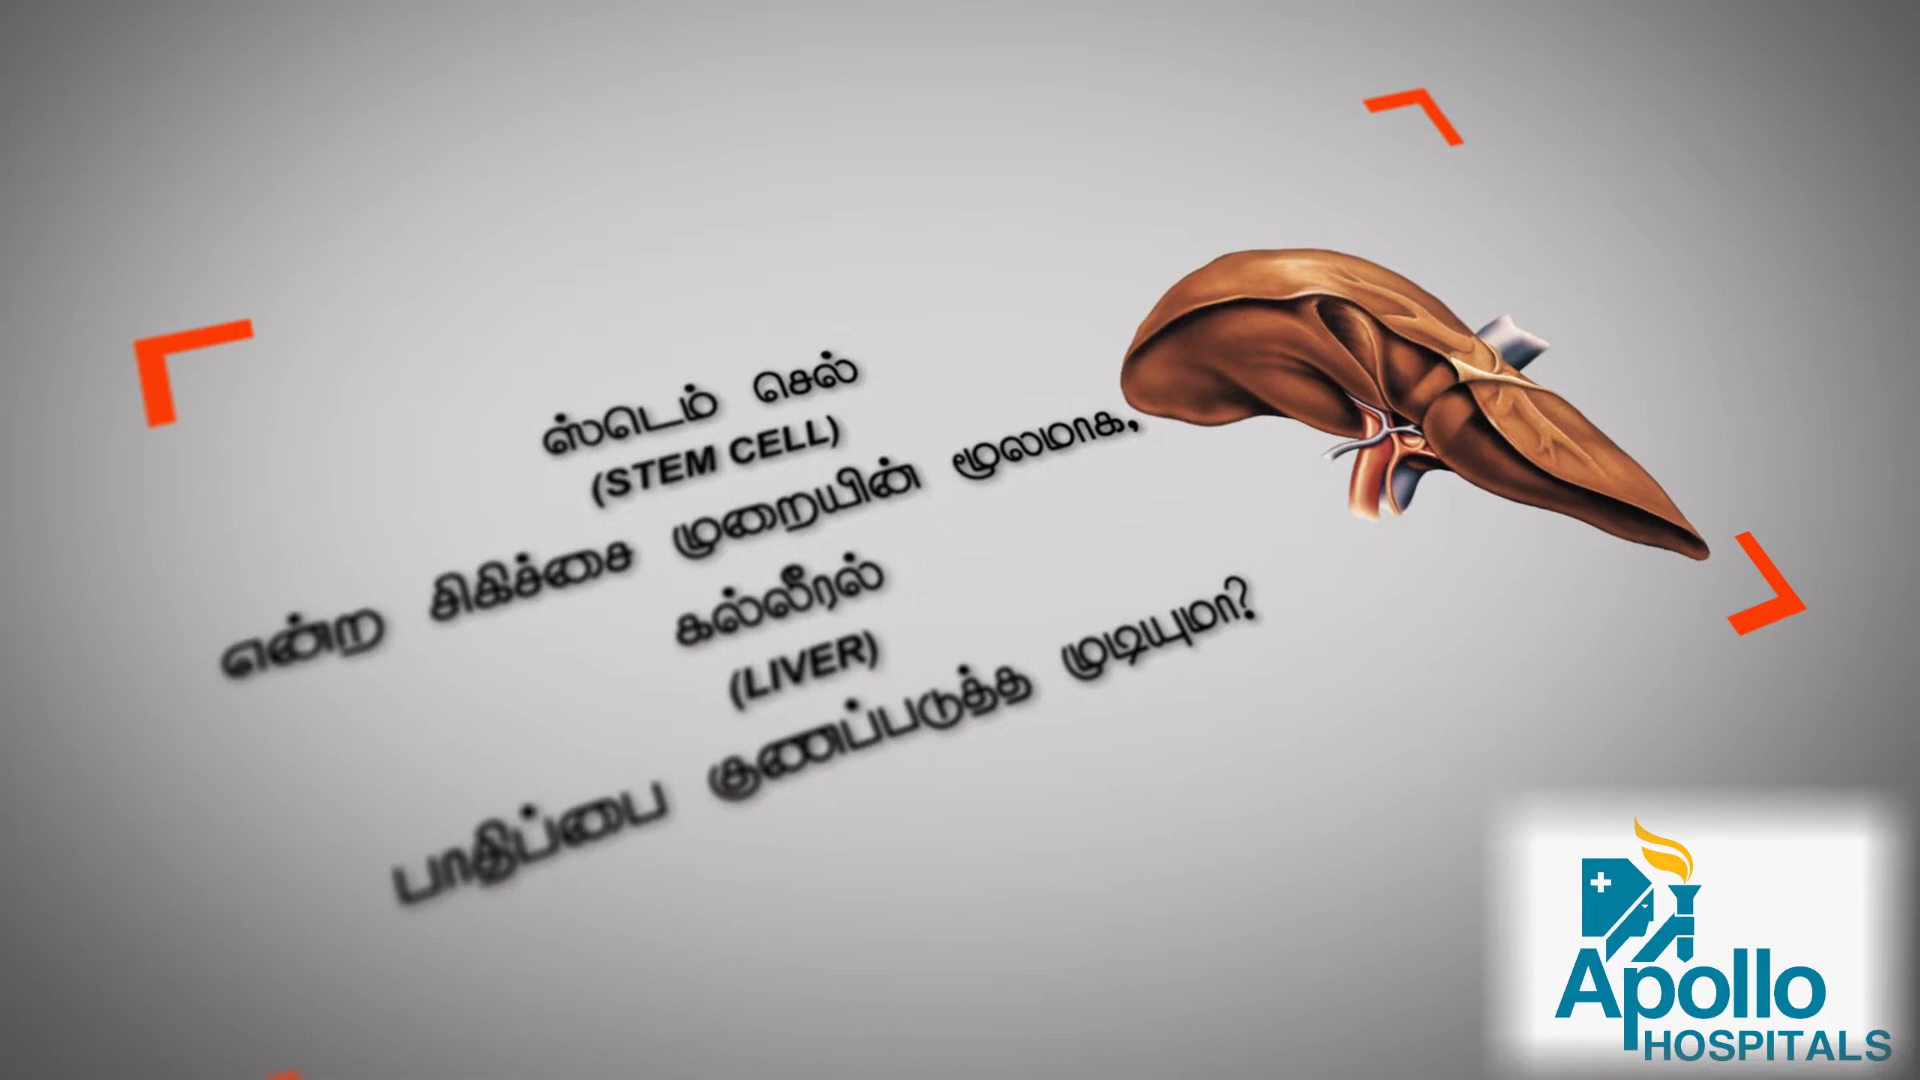 ஸ்டெம் செல்
(STEM CELL)
என்ற சிகிச்சை முறையின் மூலமாக,
கல்லீரல்
(LIVER)
பாதிப்பை குணப்படுத்த முடியுமா?
Apollo
HOSPITALS